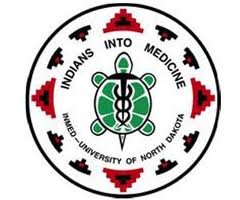 INDIANS INTO MEDICINE
INMED—UNIVERSITY OF NORTH DAKOTA